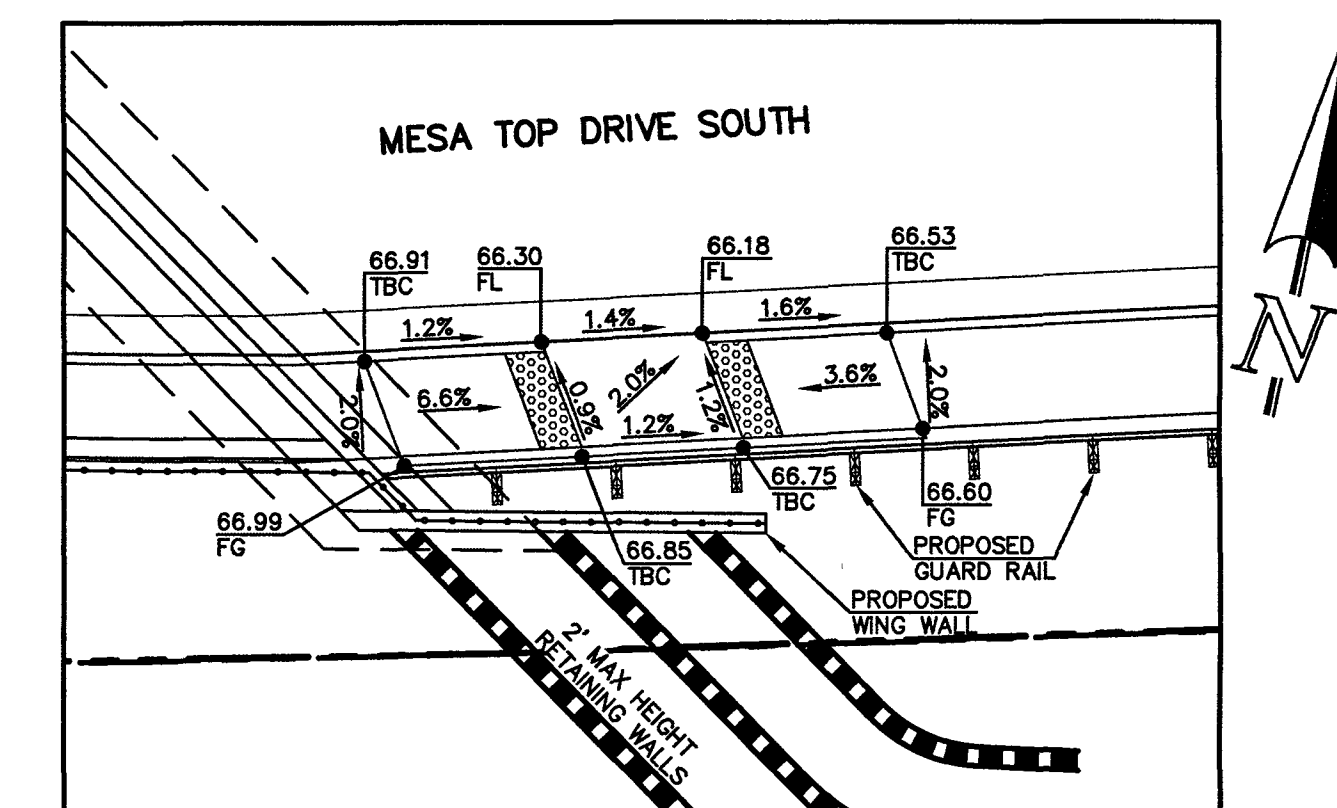 MESA TOP DRIVE SOUTH
66.91
TBC
66.30
FL
66.18
FL
66.53
TBC
1.2%
1.4%
1.6%
2.0%
6.6%
0.9%
2.0%
1.2%
1.2%
3.6%
2.0%
N
66.99
FG
66.85
TBC
66.75
TBC
66.60
FG
PROPOSED
GUARD RAIL
PROPOSED
WING WALL
2' MAX HEIGHT
RETAINING WALLS